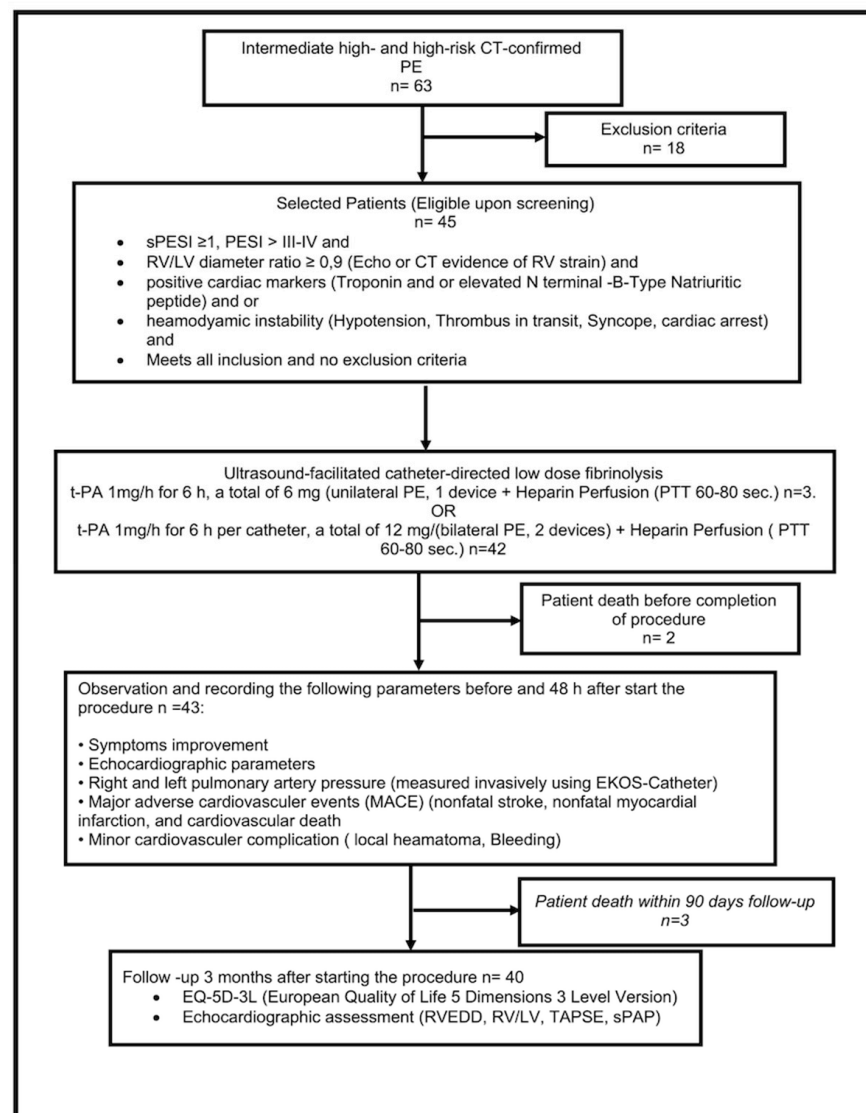 Intermediate high- and high-risk CT-confirmed
PE
n= 63
Exclusion criteria
n= 18
Selected Patients (Eligible upon screening)
n= 45
• sPESI ≥1, PESI > III-IV and
• RV/LV diameter ratio ≥ 0,9 (Echo or CT evidence of RV strain) and
• positive cardiac markers (Troponin and or elevated N terminal -B-Type Natriuritic
peptide) and or
• heamodyamic instability (Hypotension, Thrombus in transit, Syncope, cardiac arrest)
and
• Meets all inclusion and no exclusion criteria
Ultrasound-facilitated catheter-directed low dose fibrinolysis
t-PA 1mg/h for 6 h, a total of 6 mg (unilateral PE, 1 device + Heparin Perfusion (PTT 60-80 sec.) n=3.
OR
t-PA 1mg/h for 6 h per catheter, a total of 12 mg/(bilateral PE, 2 devices) + Heparin Perfusion ( PTT
60-80 sec.) n=42
Patient death before completion
of procedure
n= 2
Observation and recording the following parameters before and 48 h after start the
procedure n =43:
• Symptoms improvement
• Echocardiographic parameters
• Right and left pulmonary artery pressure (measured invasively using EKOS-Catheter)
• Major adverse cardiovasculer events (MACE) (nonfatal stroke, nonfatal myocardial
infarction, and cardiovascular death
• Minor cardiovasculer complication ( local heamatoma, Bleeding)
Patient death within 90 days follow-up
n=3
Follow -up 3 months after starting the procedure n= 40
• EQ-5D-3L (European Quality of Life 5 Dimensions 3 Level Version)
• Echocardiographic assessment (RVEDD, RV/LV, TAPSE, sPAP)